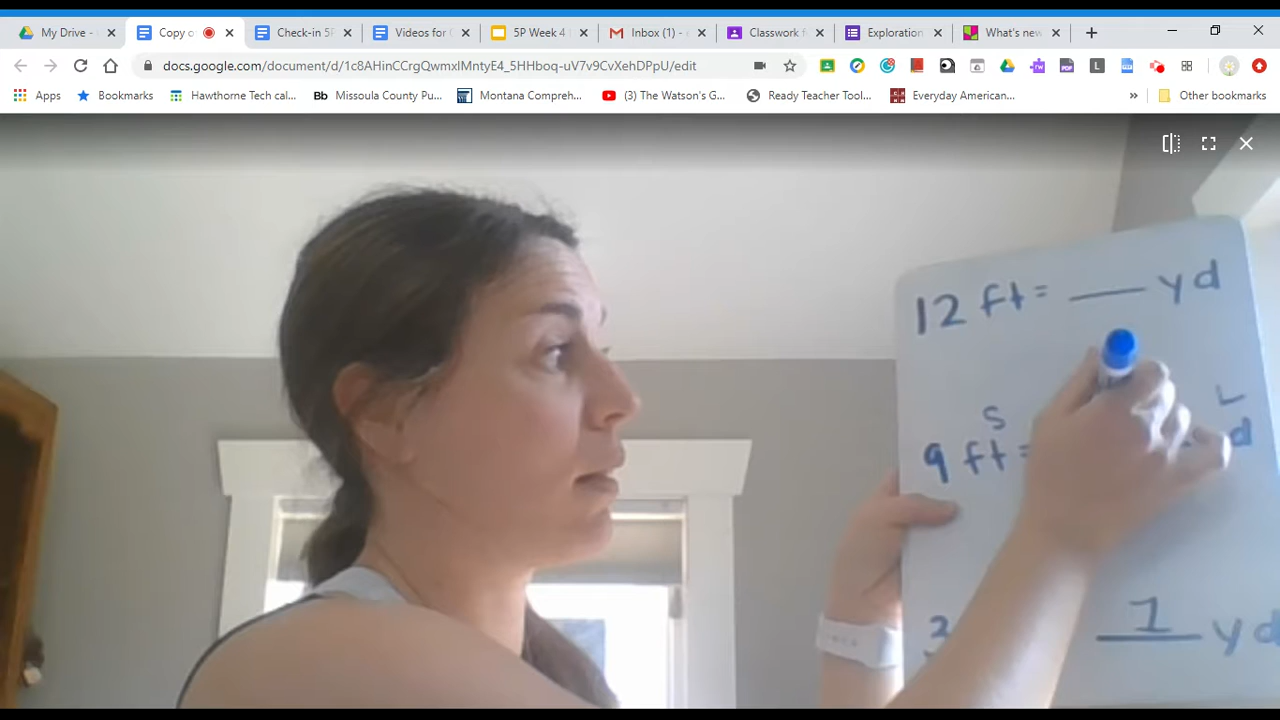 My Drive -
Copy o
Check-in 5P
Videos for
5P Week 4
Inbox (1) -
Classwork
Exploration
What's new
docs.google.com/document/d/1c8AHinCCrgQwmxlMntyE4_5HHboq-uV7v9CvXehDPpU/edit
Apps
Bookmarks
Hawthorne Tech cal...
Bb Missoula County Pu...
Montana Compreh...
(3) The Watson's G...
Ready Teacher Tool...
Everyday American...
»
Other bookmarks
12 ft = ___ yd
S L
9 ft = d
3 1 yd